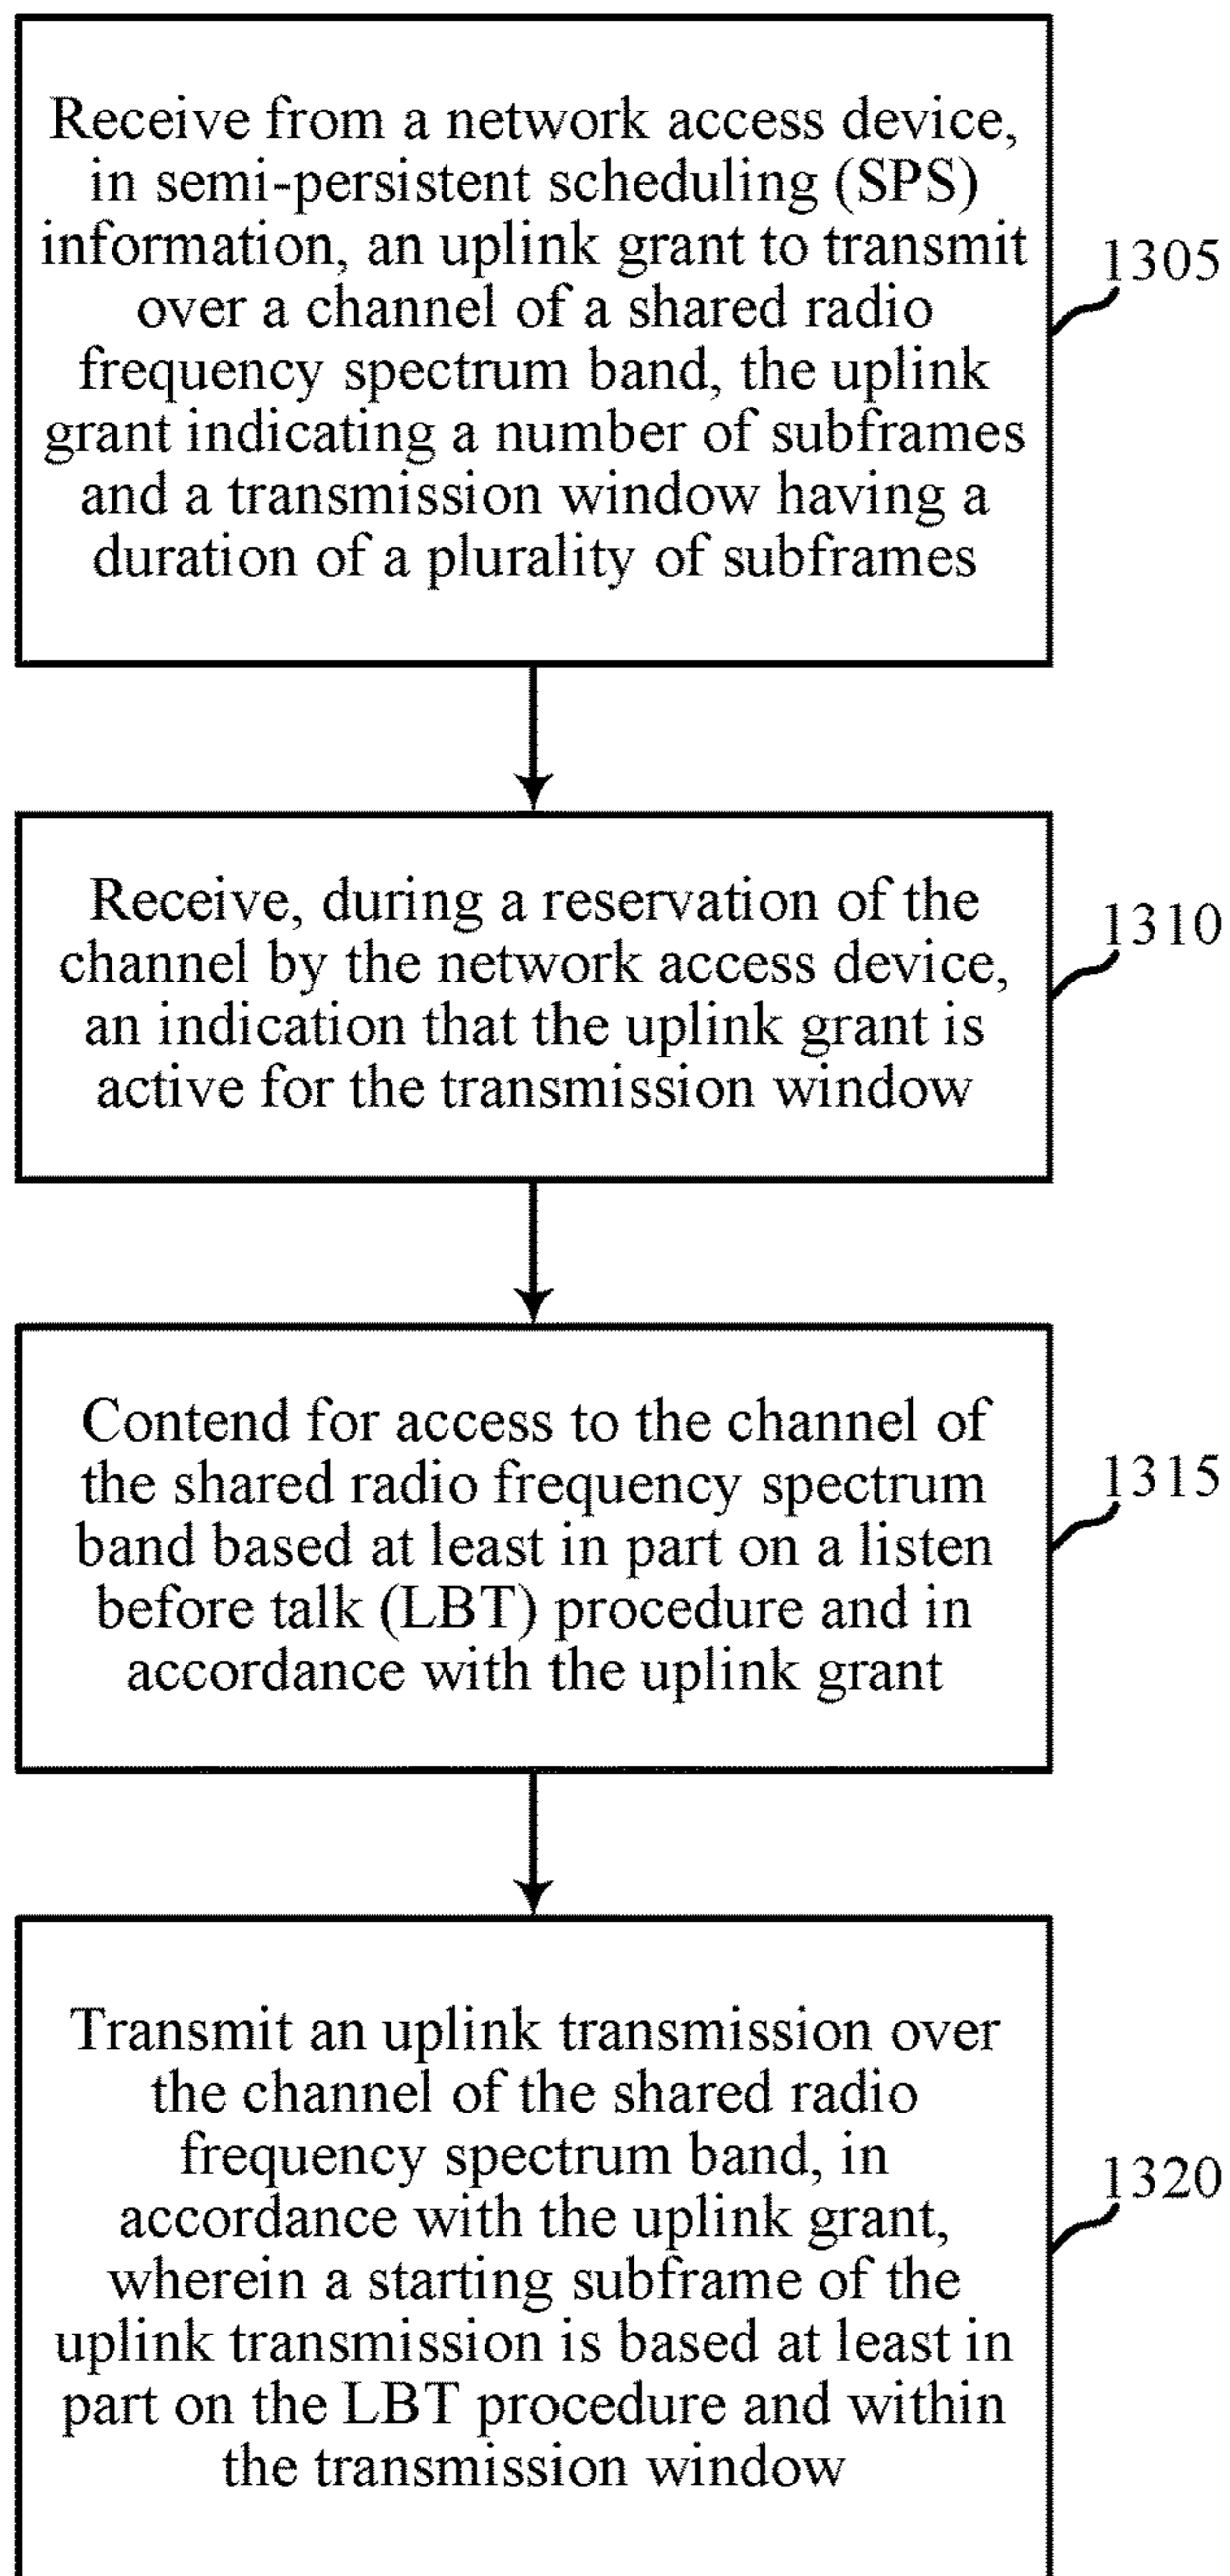 Receive from a network access device,
in semi-persistent scheduling (SPS)
information, an uplink grant to transmit
over a channel of a shared radio
frequency spectrum band, the uplink
grant indicating a number of subframes
and a transmission window having a
duration of a plurality of subframes
1305
Receive, during a reservation of the
channel by the network access device,
an indication that the uplink grant is
active for the transmission window
1310
Contend for access to the channel of
the shared radio frequency spectrum
band based at least in part on a listen
before talk (LBT) procedure and in
accordance with the uplink grant
1315
Transmit an uplink transmission over
the channel of the shared radio
frequency spectrum band, in
accordance with the uplink grant,
wherein a starting subframe of the
uplink transmission is based at least in
part on the LBT procedure and within
the transmission window
1320